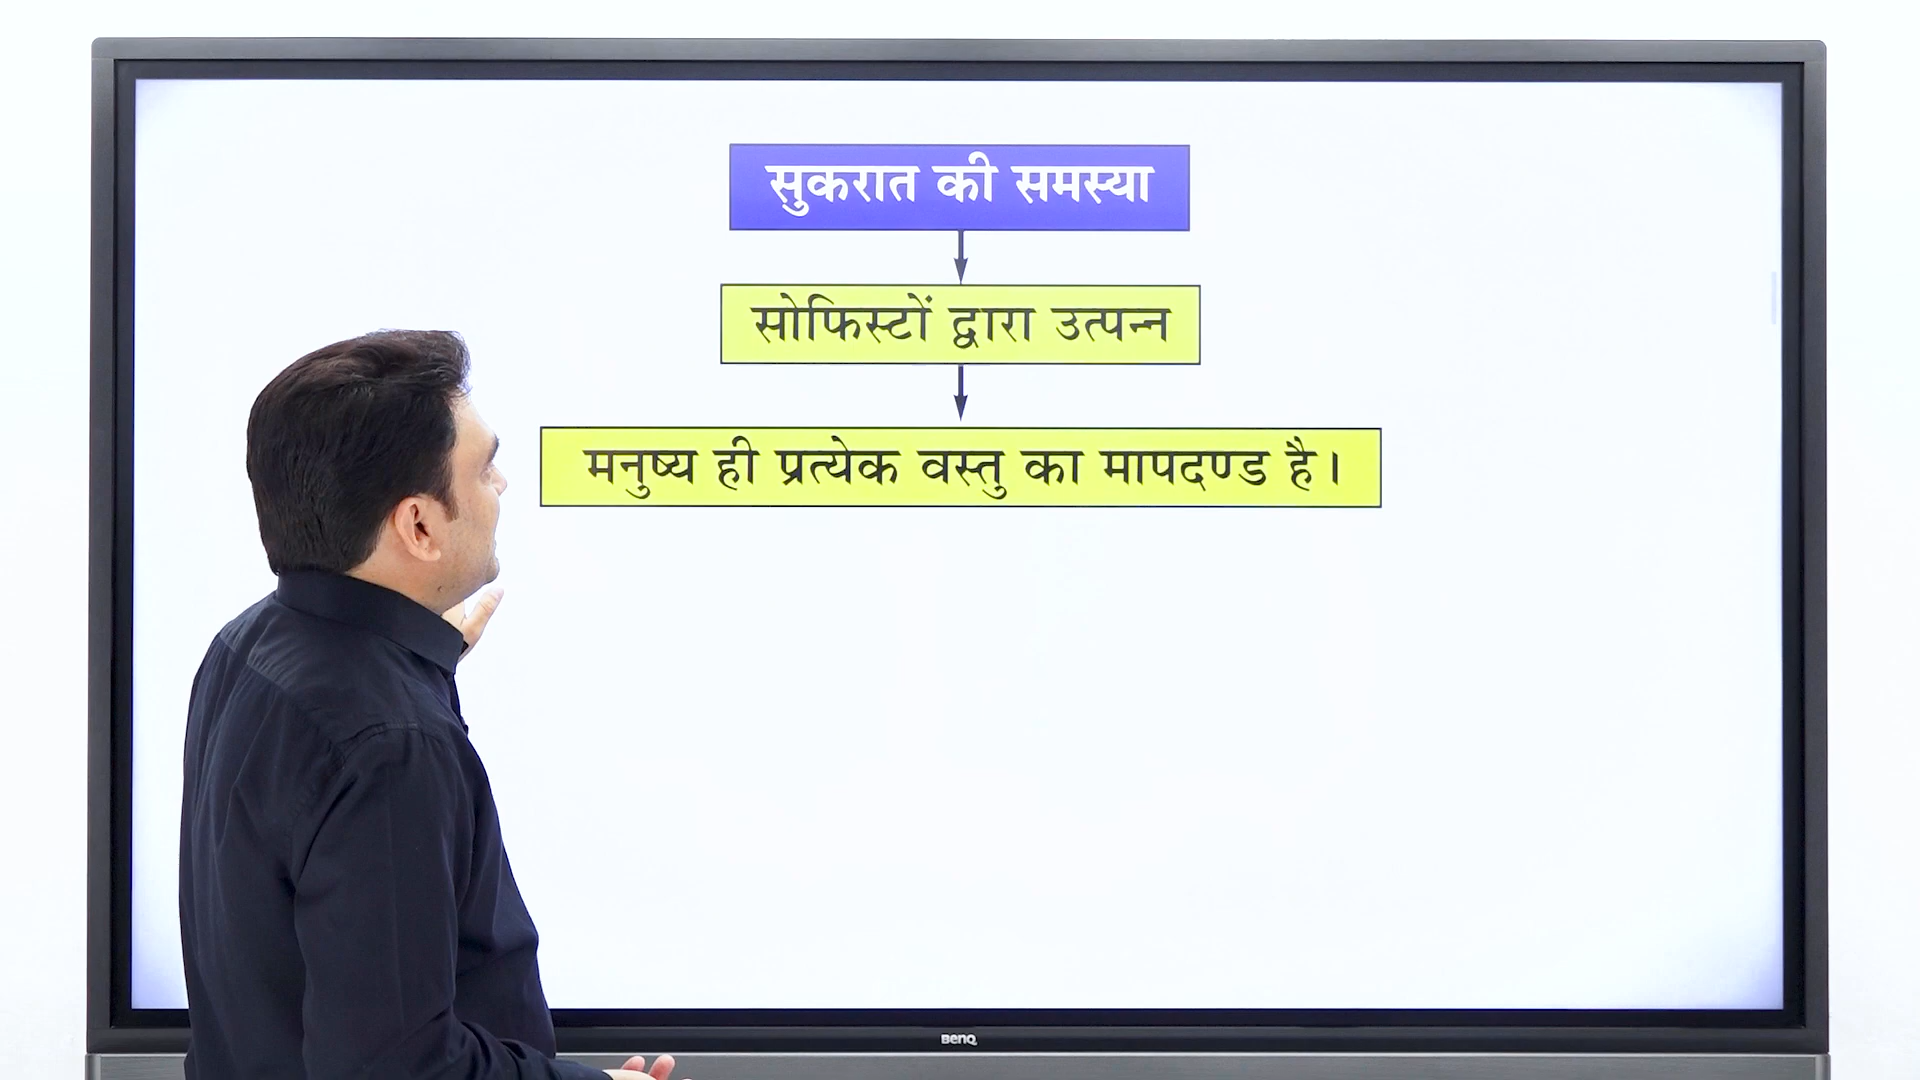 सुकरात की समस्या
सोफिस्टों द्वारा उत्पन्न
मनुष्य ही प्रत्येक वस्तु का मापदण्ड है।
BenQ